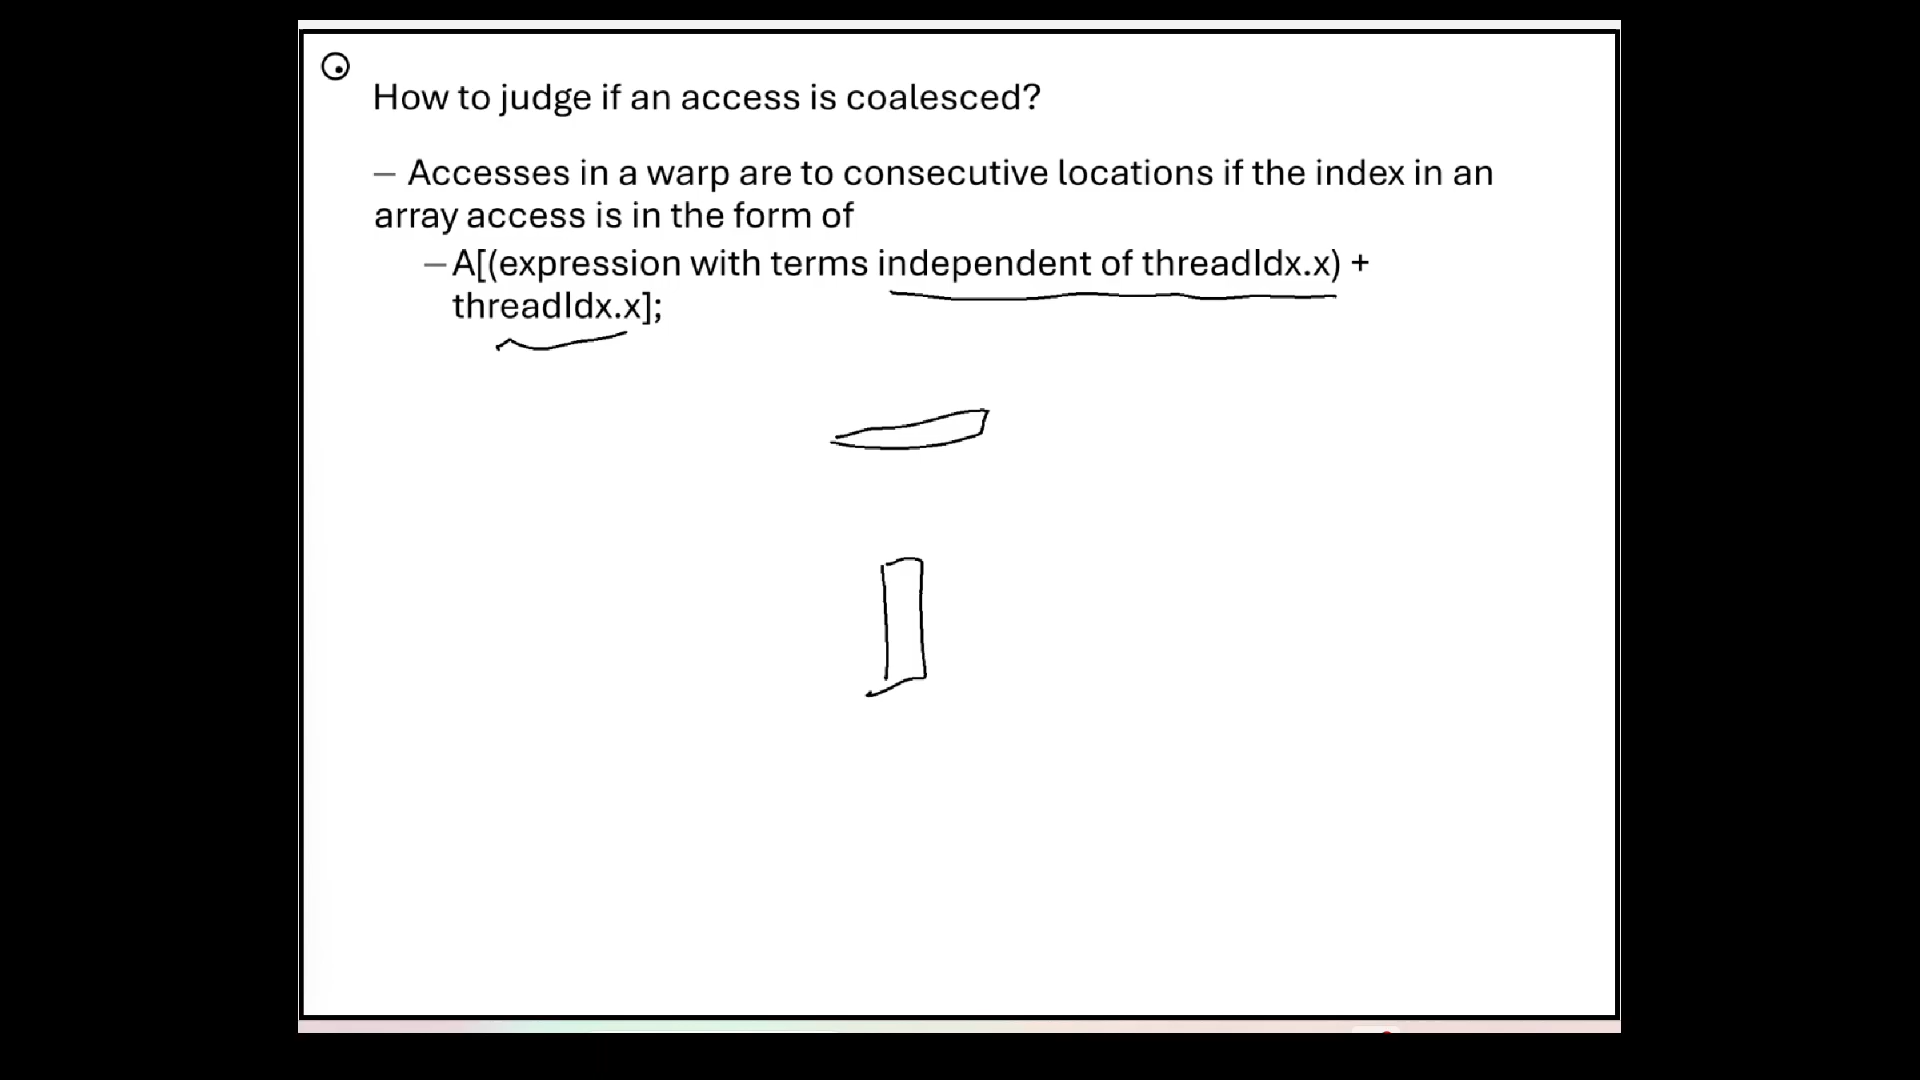 How to judge if an access is coalesced?
– Accesses in a warp are to consecutive locations if the index in an
array access is in the form of
–A[(expression with terms independent of threadIdx.x) +
threadIdx.x];